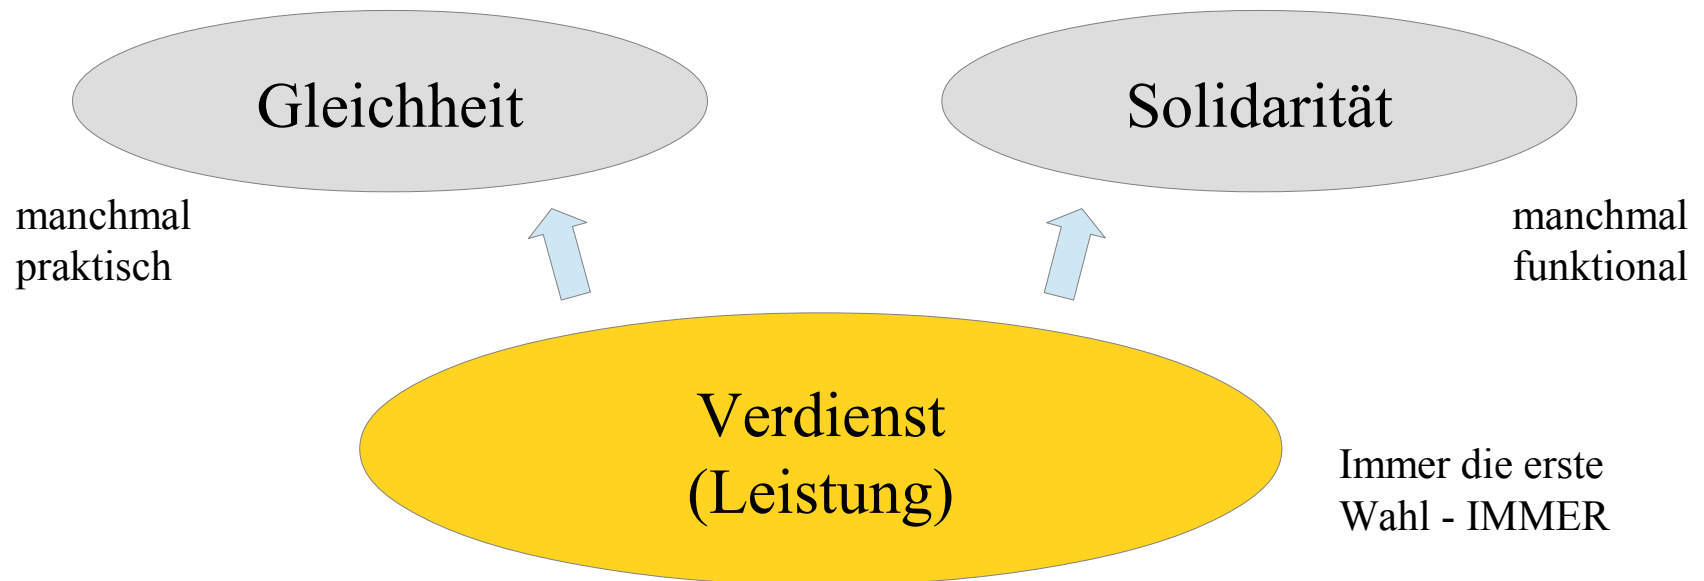 Gleichheit
Solidarität
manchmal
praktisch
manchmal
funktional
Verdienst
(Leistung)
Immer die erste
Wahl - IMMER